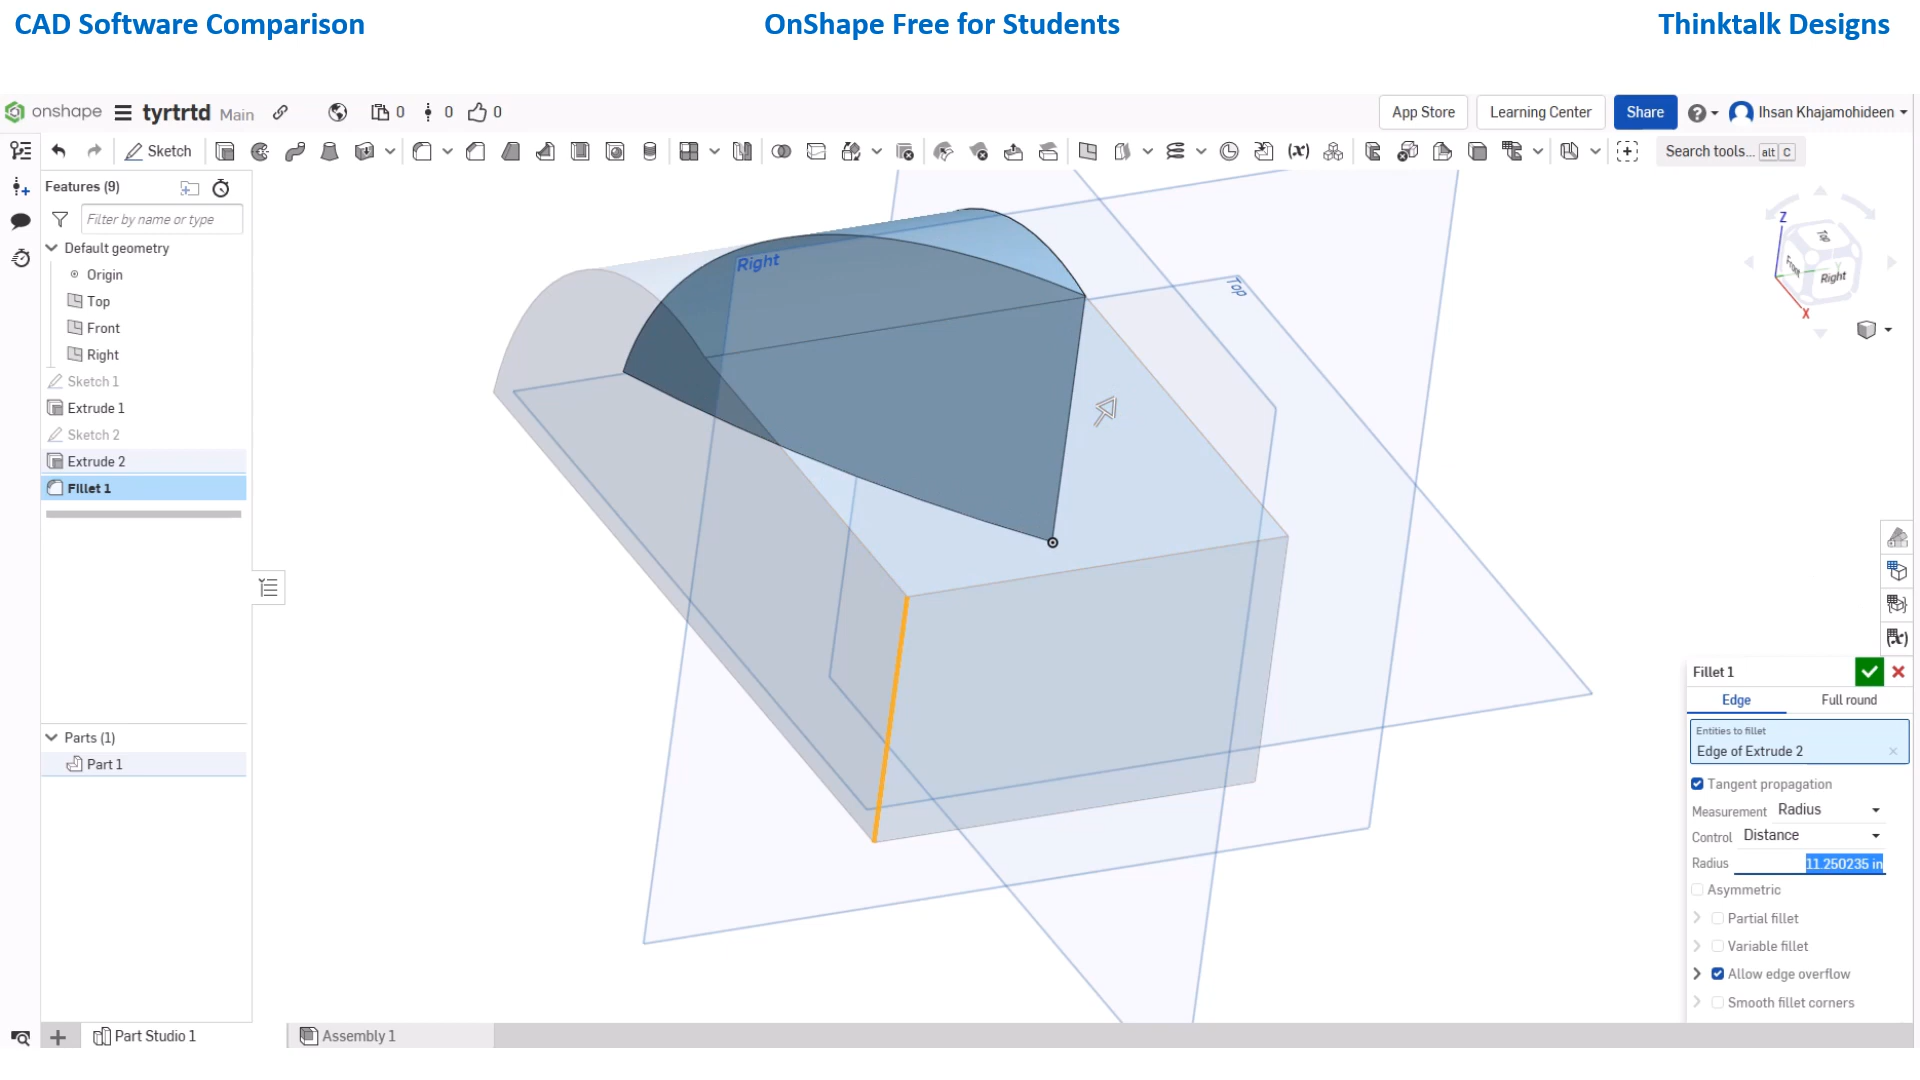 CAD Software Comparison
OnShape Free for Students
Thinktalk Designs
onshape
tyrtrtd Main
0
0
0
App Store
Learning Center
Share
Ihsan Khajamohideen
Sketch
Search tools... alt C
Features (9)
Filter by name or type
Default geometry
Origin
Top
Front
Right
Sketch 1
Extrude 1
Sketch 2
Extrude 2
Fillet 1
Parts (1)
Part 1
Right
Top
Z
Top
Front
Right
X
Fillet 1
Edge
Full round
Entities to fillet
Edge of Extrude 2
Tangent propagation
Measurement Radius
Control Distance
Radius 11.250235 in
Asymmetric
Partial fillet
Variable fillet
Allow edge overflow
Smooth fillet corners
Part Studio 1
Assembly 1